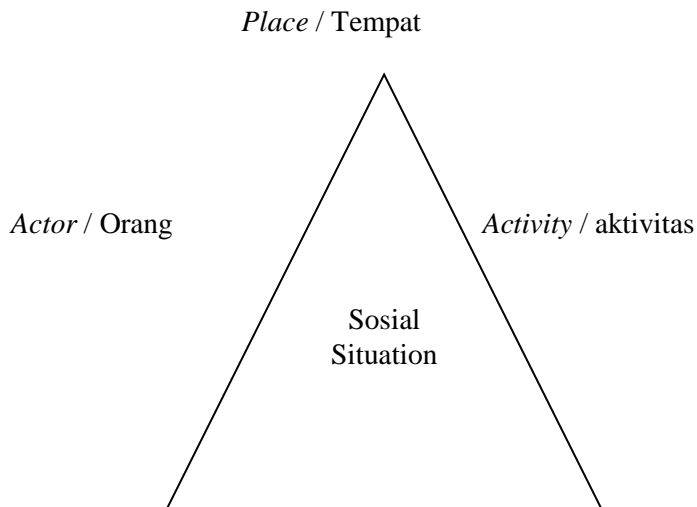 Place / Tempat
Actor / Orang
Activity / aktivitas
Sosial
Situation